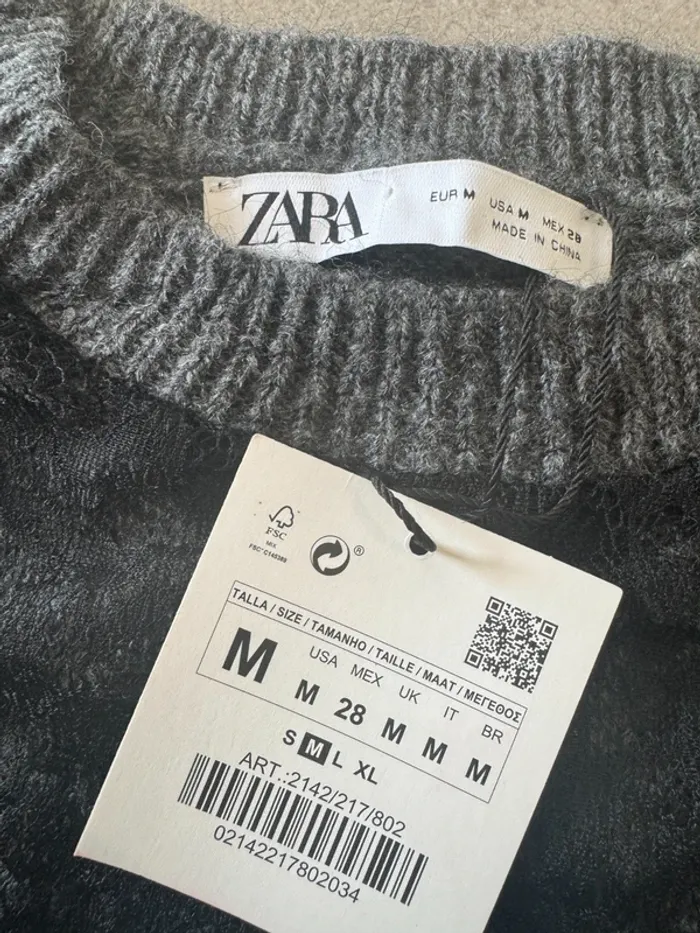 ZARA
EUR M USA M MEX 28
MADE IN CHINA
FSC
MIX
FSC® C145389
®
TALLA / SIZE / TAMANHO / TAILLE / MAAT / ΜΕΓΕΘΟΣ
M
USA MEX UK IT BR
M 28 M M M
S M L XL
ART.:2142/217/802
02142217802034